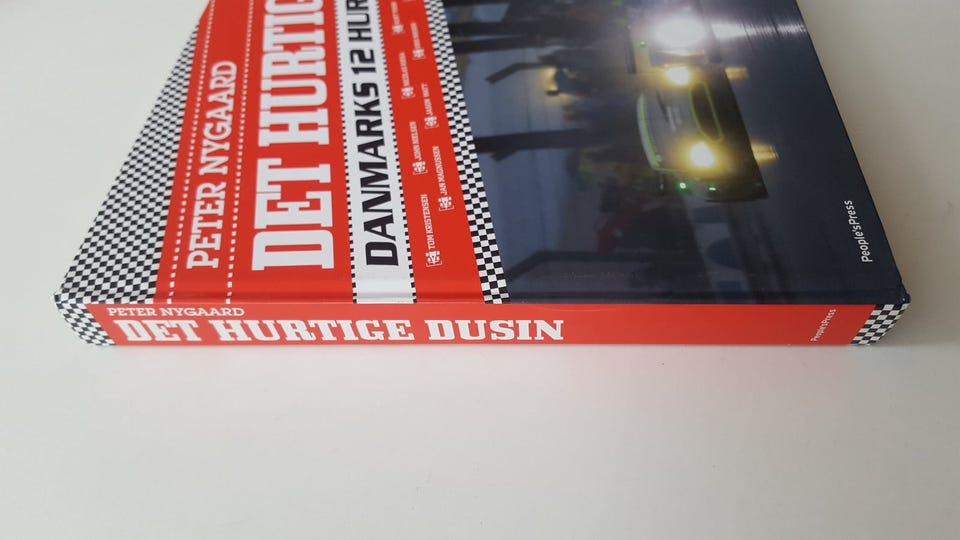 PETER NYGAARD
DET HURTIG
DANMARKS 12 HUR
TOM KRISTENSEN
JOHN NIELSEN
JAN MAGNUSSEN
JASON WATT
People'sPress
PETER NYGAARD
DET HURTIGE DUSIN
People'sPress